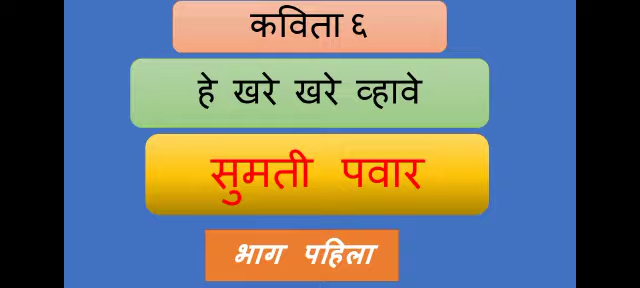 कविता ६
हे खरे खरे व्हावे
सुमती पवार
भाग पहिला